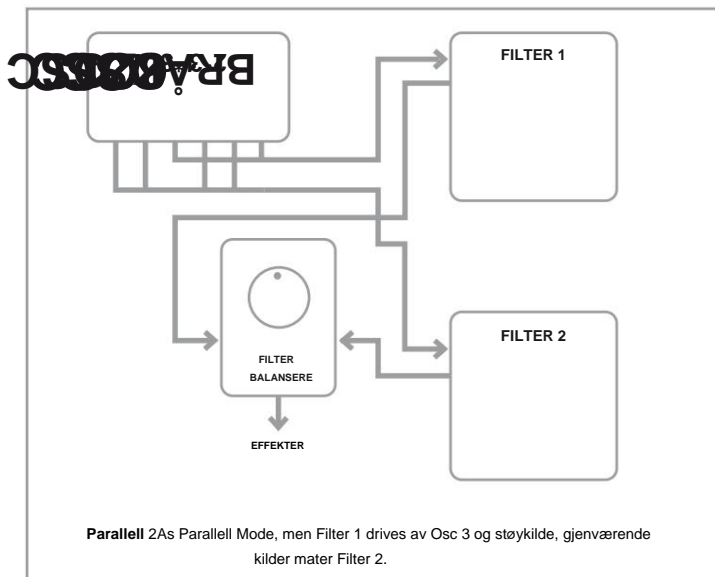 FILTER 1
FILTER 2
FILTER
BALANSERE
EFFEKTER
Parallell 2As Parallell Mode, men Filter 1 drives av Osc 3 og støykilde, gjenværende
kilder mater Filter 2.